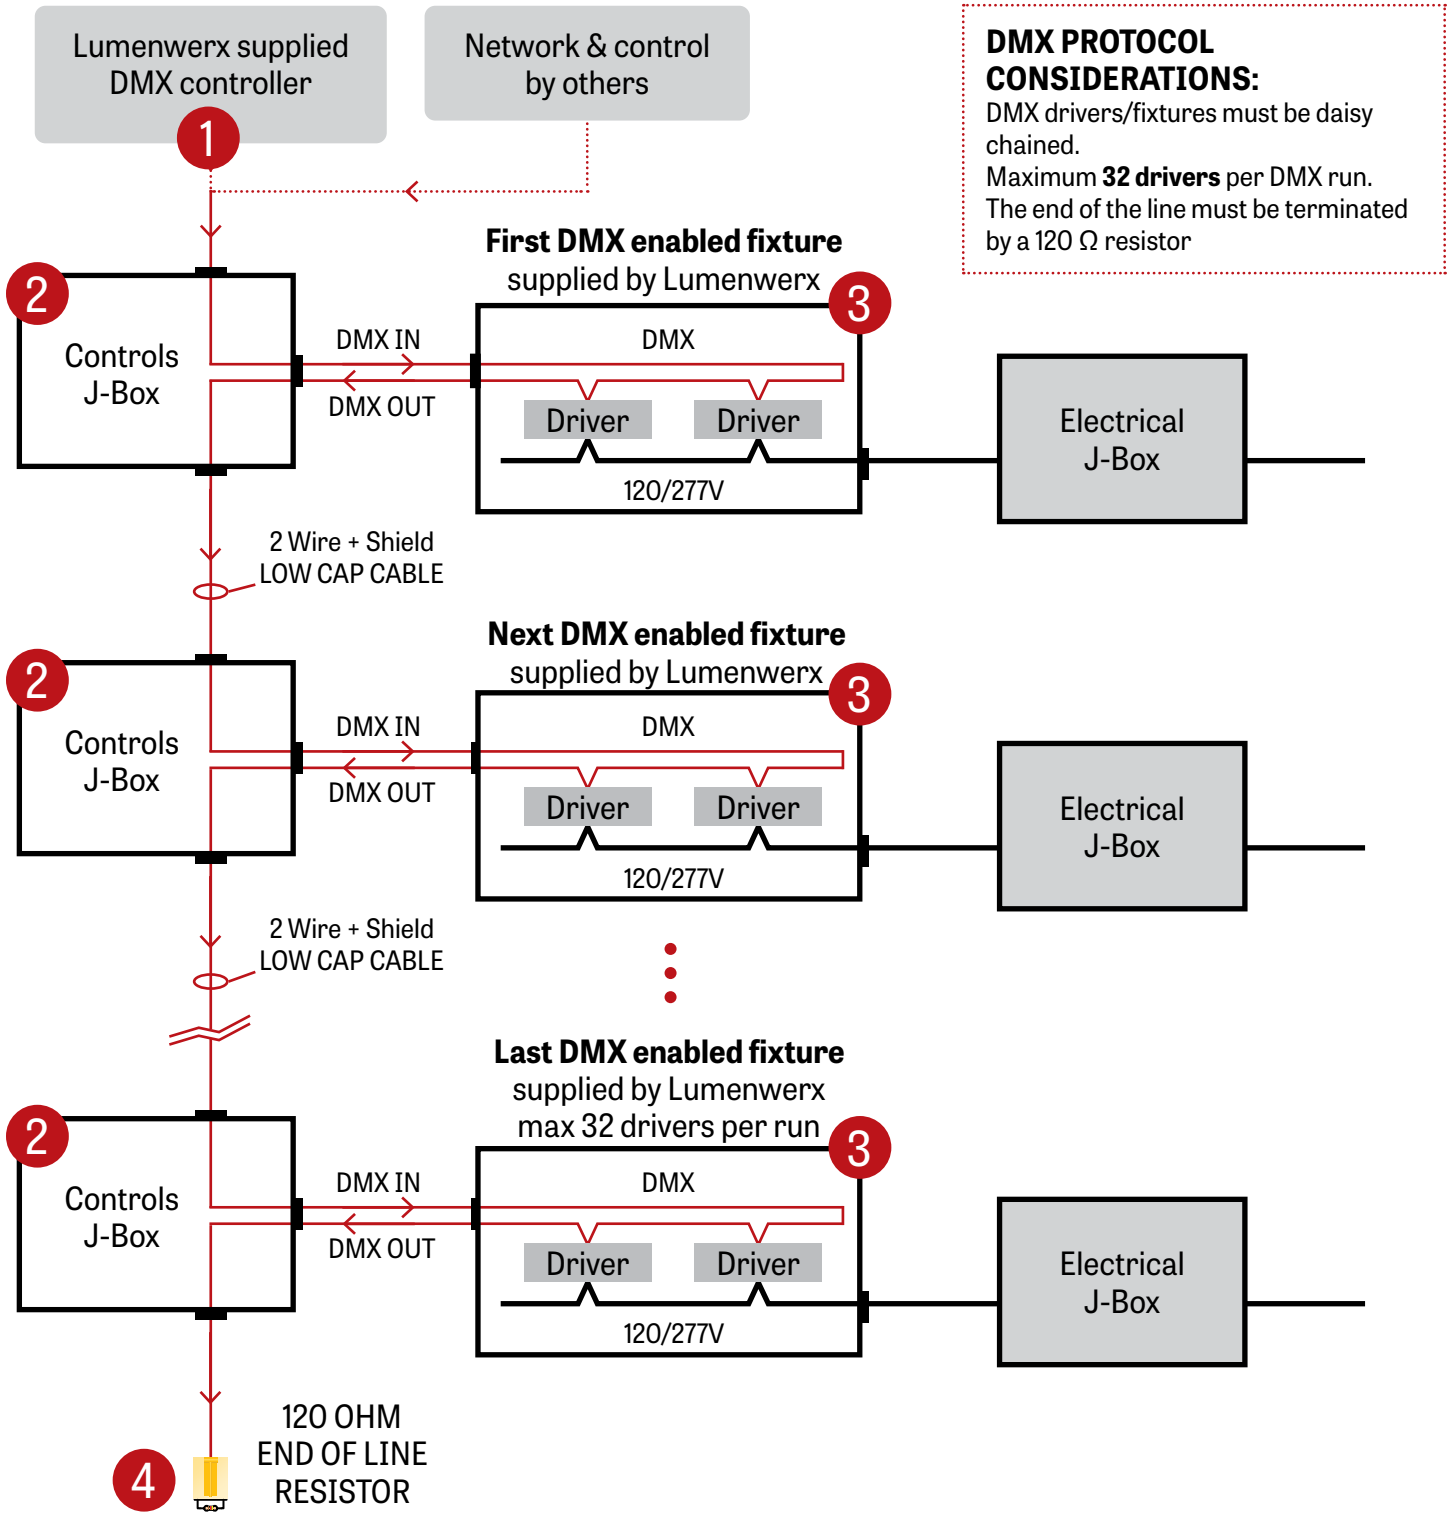 Lumenwerx supplied
DMX controller
1
Network & control
by others
DMX PROTOCOL
CONSIDERATIONS:
DMX drivers/fixtures must be daisy
chained.
Maximum 32 drivers per DMX run.
The end of the line must be terminated
by a 120 Ω resistor
2
Controls
J-Box
DMX IN
DMX OUT
First DMX enabled fixture
supplied by Lumenwerx
3
DMX
Driver
Driver
120/277V
Electrical
J-Box
2 Wire + Shield
LOW CAP CABLE
2
Controls
J-Box
DMX IN
DMX OUT
Next DMX enabled fixture
supplied by Lumenwerx
3
DMX
Driver
Driver
120/277V
Electrical
J-Box
2 Wire + Shield
LOW CAP CABLE
2
Controls
J-Box
DMX IN
DMX OUT
Last DMX enabled fixture
supplied by Lumenwerx
max 32 drivers per run
3
DMX
Driver
Driver
120/277V
Electrical
J-Box
4
120 OHM
END OF LINE
RESISTOR